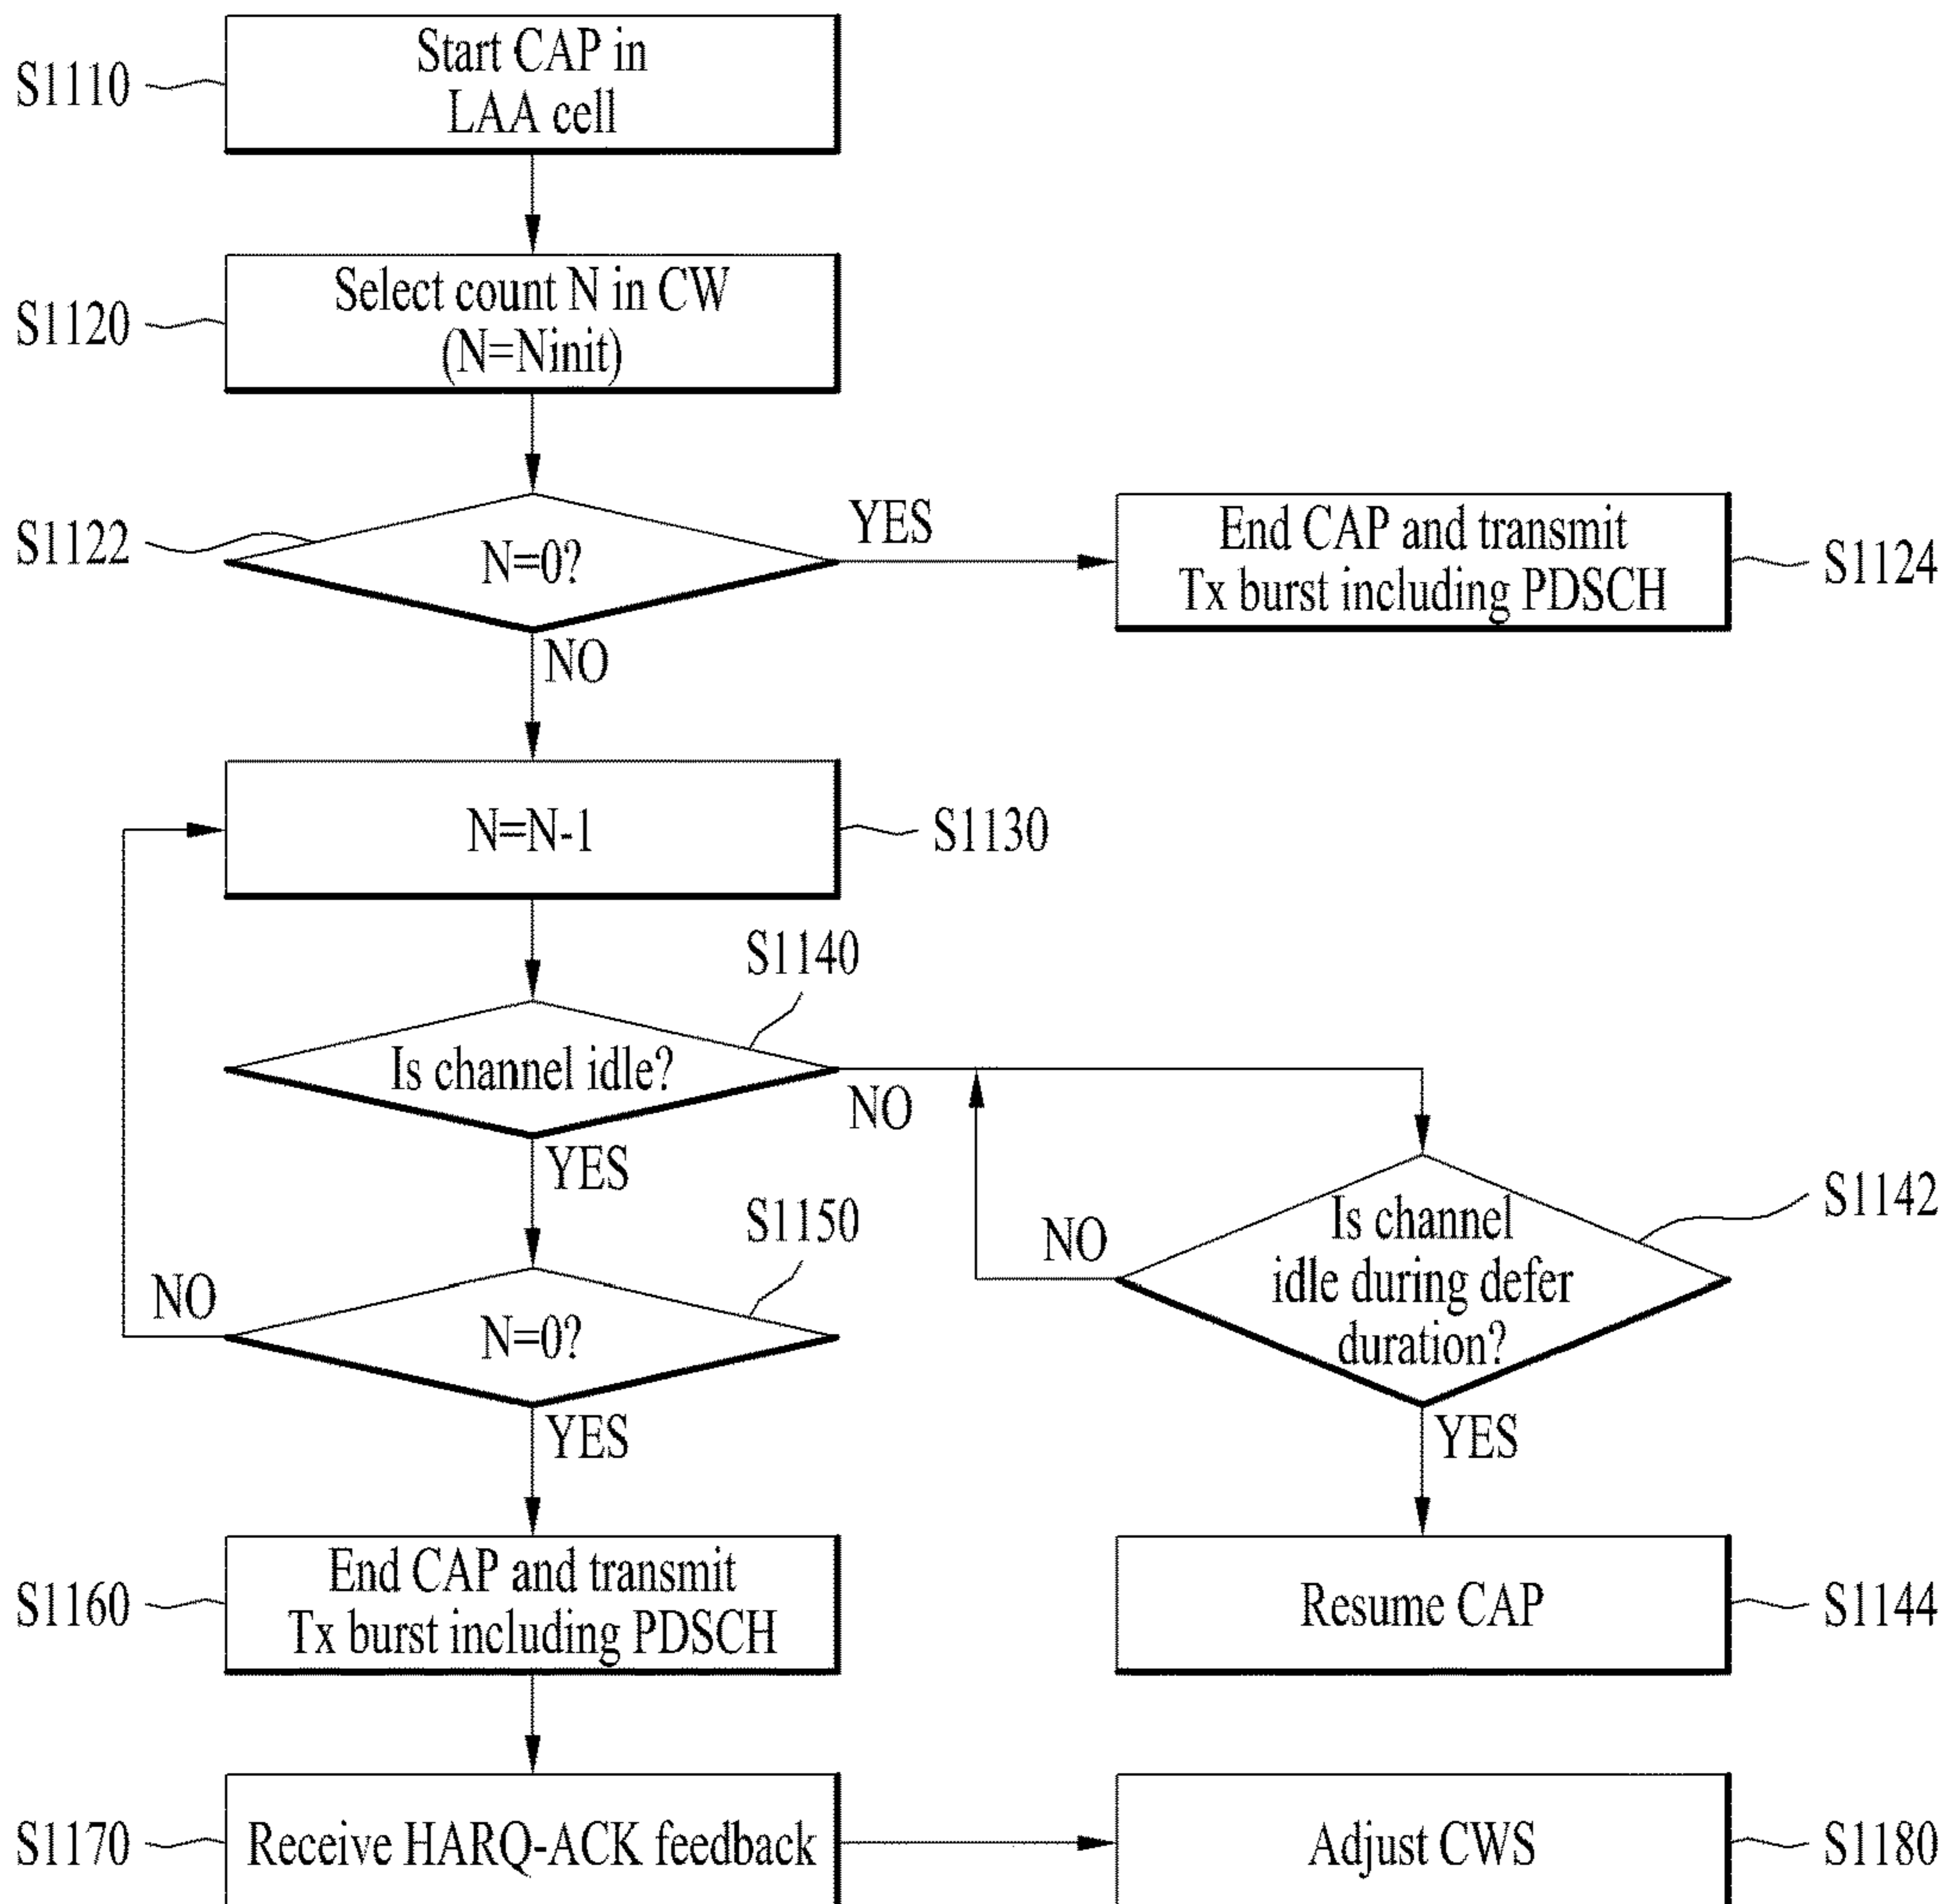 S1110
Start CAP in
LAA cell
S1120
Select count N in CW
(N=Ninit)
S1122
N=0?
YES
End CAP and transmit
Tx burst including PDSCH
S1124
NO
N=N-1
S1130
S1140
Is channel idle?
NO
YES
S1150
NO
N=0?
YES
S1142
Is channel
idle during defer
duration?
NO
YES
S1160
End CAP and transmit
Tx burst including PDSCH
Resume CAP
S1144
S1170
Receive HARQ-ACK feedback
Adjust CWS
S1180